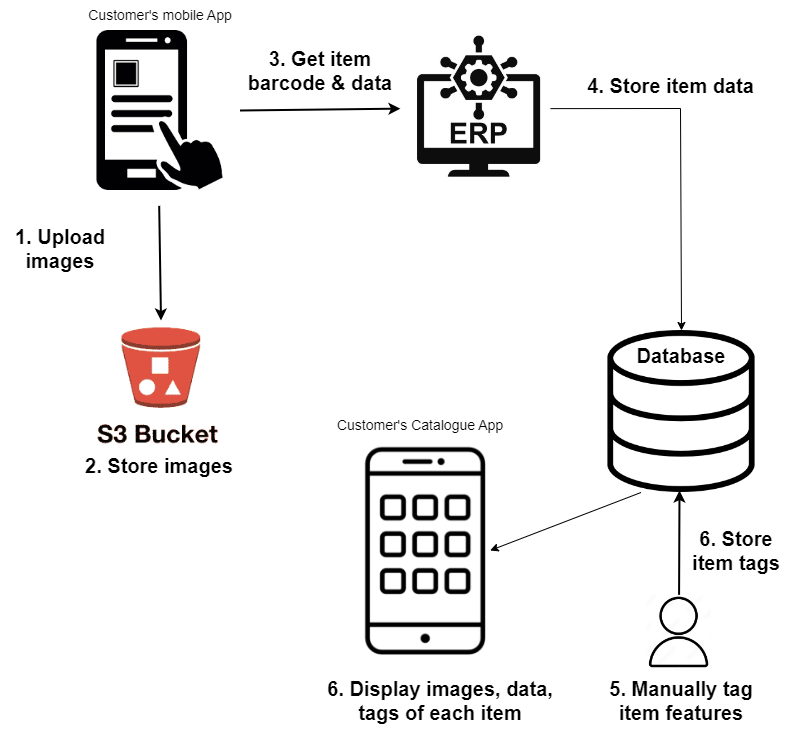 Customer's mobile App
3. Get item
barcode & data
ERP
4. Store item data
1. Upload
images
S3 Bucket
2. Store images
Database
Customer's Catalogue App
6. Store
item tags
6. Display images, data,
tags of each item
5. Manually tag
item features